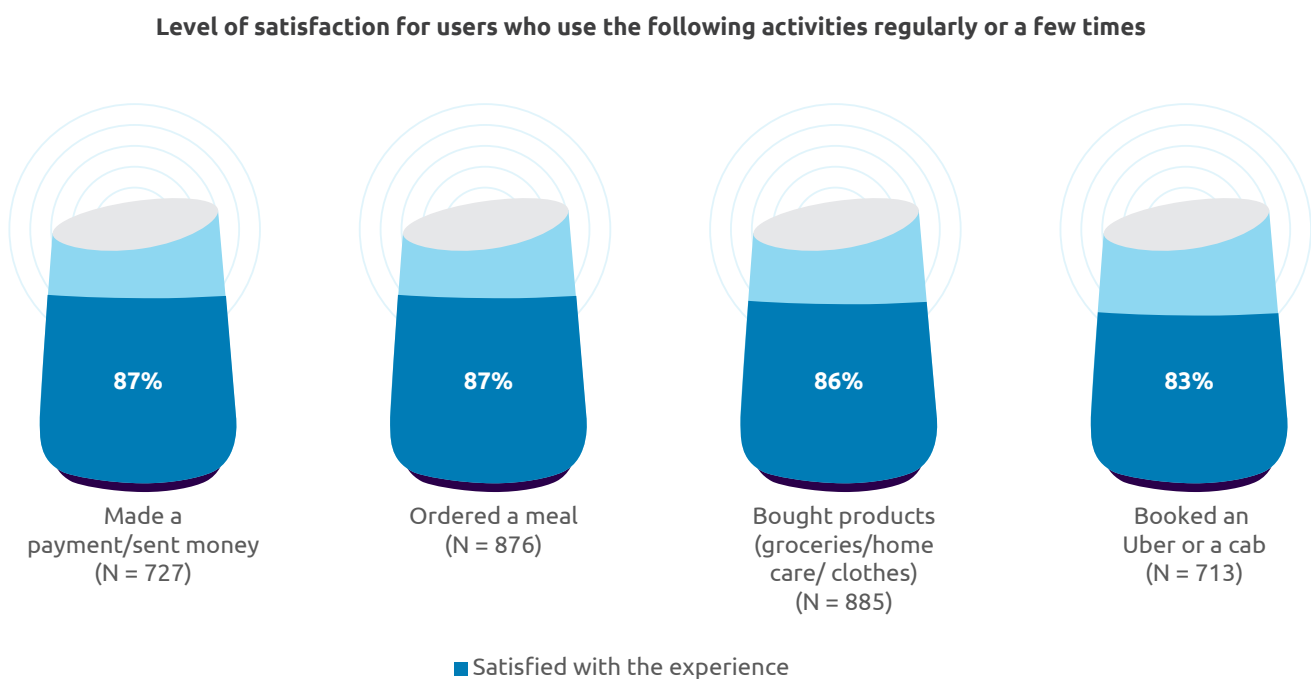 Level of satisfaction for users who use the following activities regularly or a few times
87%
87%
86%
83%
Made a
payment/sent money
(N = 727)
Ordered a meal
(N = 876)
Bought products
(groceries/home
care/ clothes)
(N = 885)
Booked an
Uber or a cab
(N = 713)
Satisfied with the experience